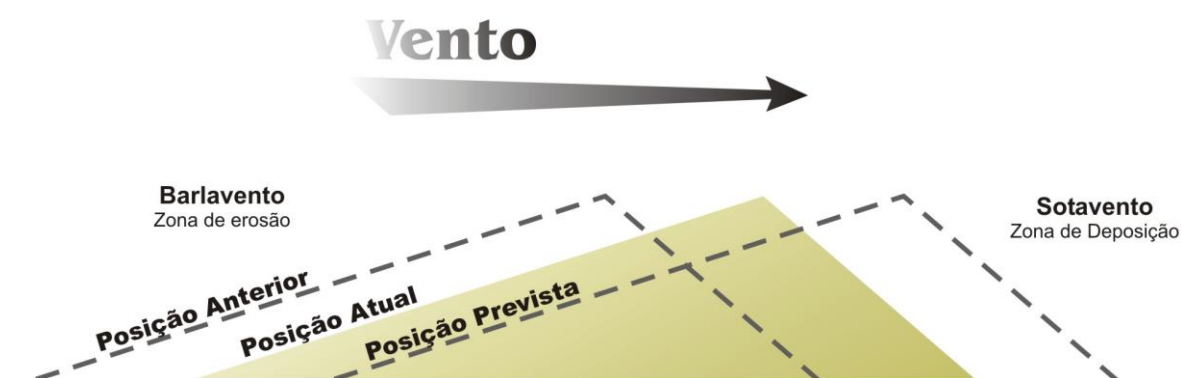 Vento
Barlavento
Zona de erosão
Sotavento
Zona de Deposição
Posição Anterior
Posição Atual
Posição Prevista